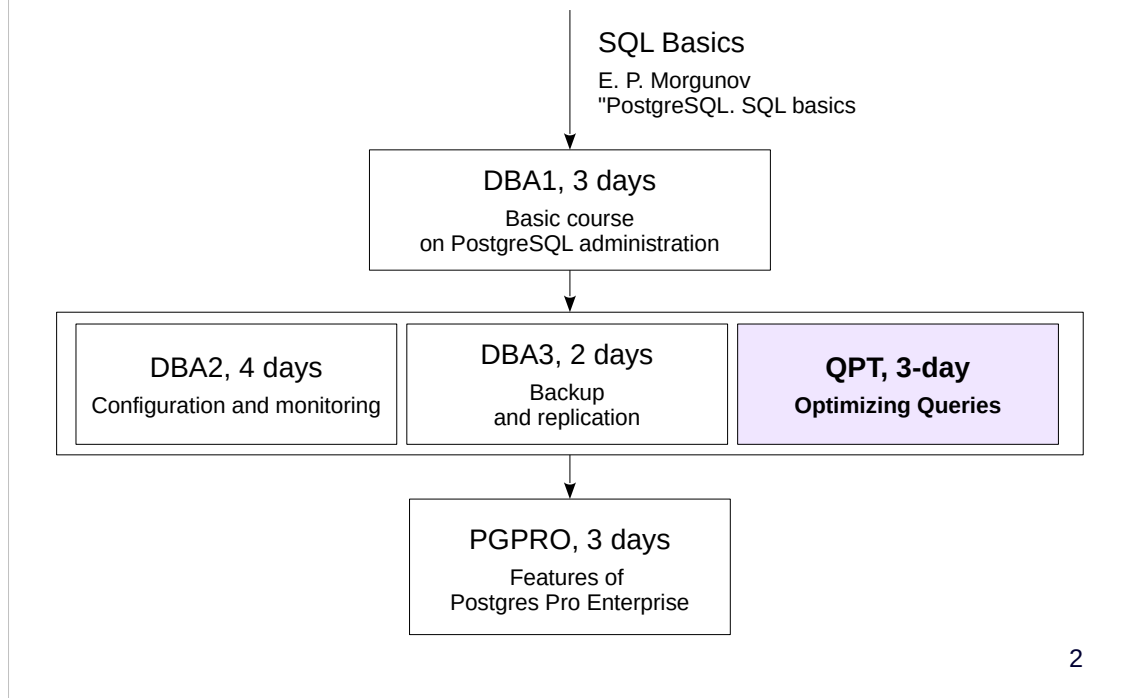 SQL Basics
E. P. Morgunov
"PostgreSQL. SQL basics
DBA1, 3 days
Basic course
on PostgreSQL administration
DBA2, 4 days
Configuration and monitoring
DBA3, 2 days
Backup
and replication
QPT, 3-day
Optimizing Queries
PGPRO, 3 days
Features of
Postgres Pro Enterprise
2